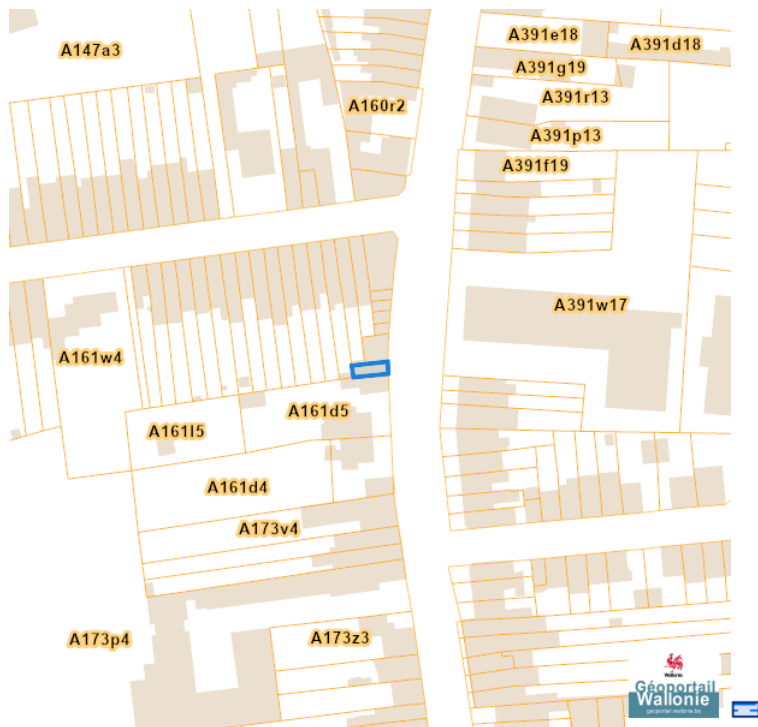 A391e18
A391d18
A147a3
A391g19
A391r13
A160r2
A391p13
A391f19
A391w17
A161w4
A161d5
A161l5
A161d4
A173v4
A173p4
A173z3
Wallonie
Géoportail
Wallonie
geoportail.wallonie.be